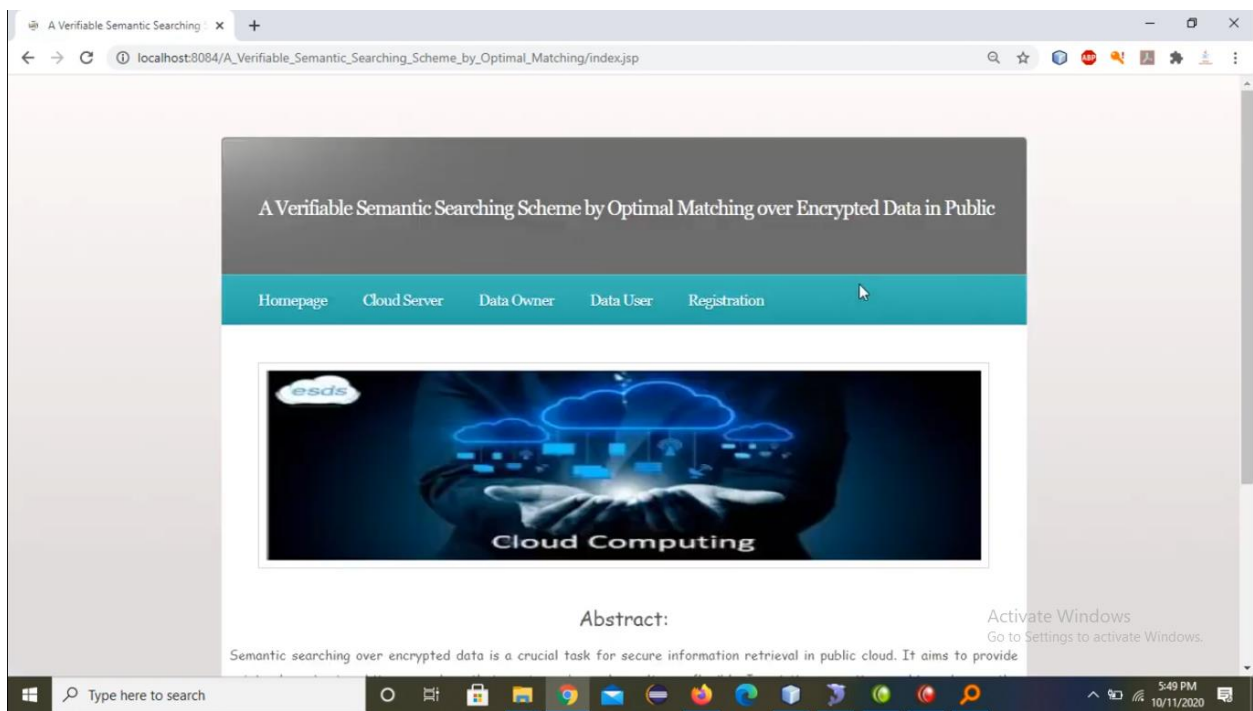 A Verifiable Semantic Searching S
localhost:8084/A_Verifiable_Semantic_Searching_Scheme_by_Optimal_Matching/index.jsp
ABP
A Verifiable Semantic Searching Scheme by Optimal Matching over Encrypted Data in Public
Homepage Cloud Server Data Owner Data User Registration
esds
Cloud Computing
Abstract:
Activate Windows
Go to Settings to activate Windows.
Semantic searching over encrypted data is a crucial task for secure information retrieval in public cloud. It aims to provide
Type here to search
5:49 PM
10/11/2020